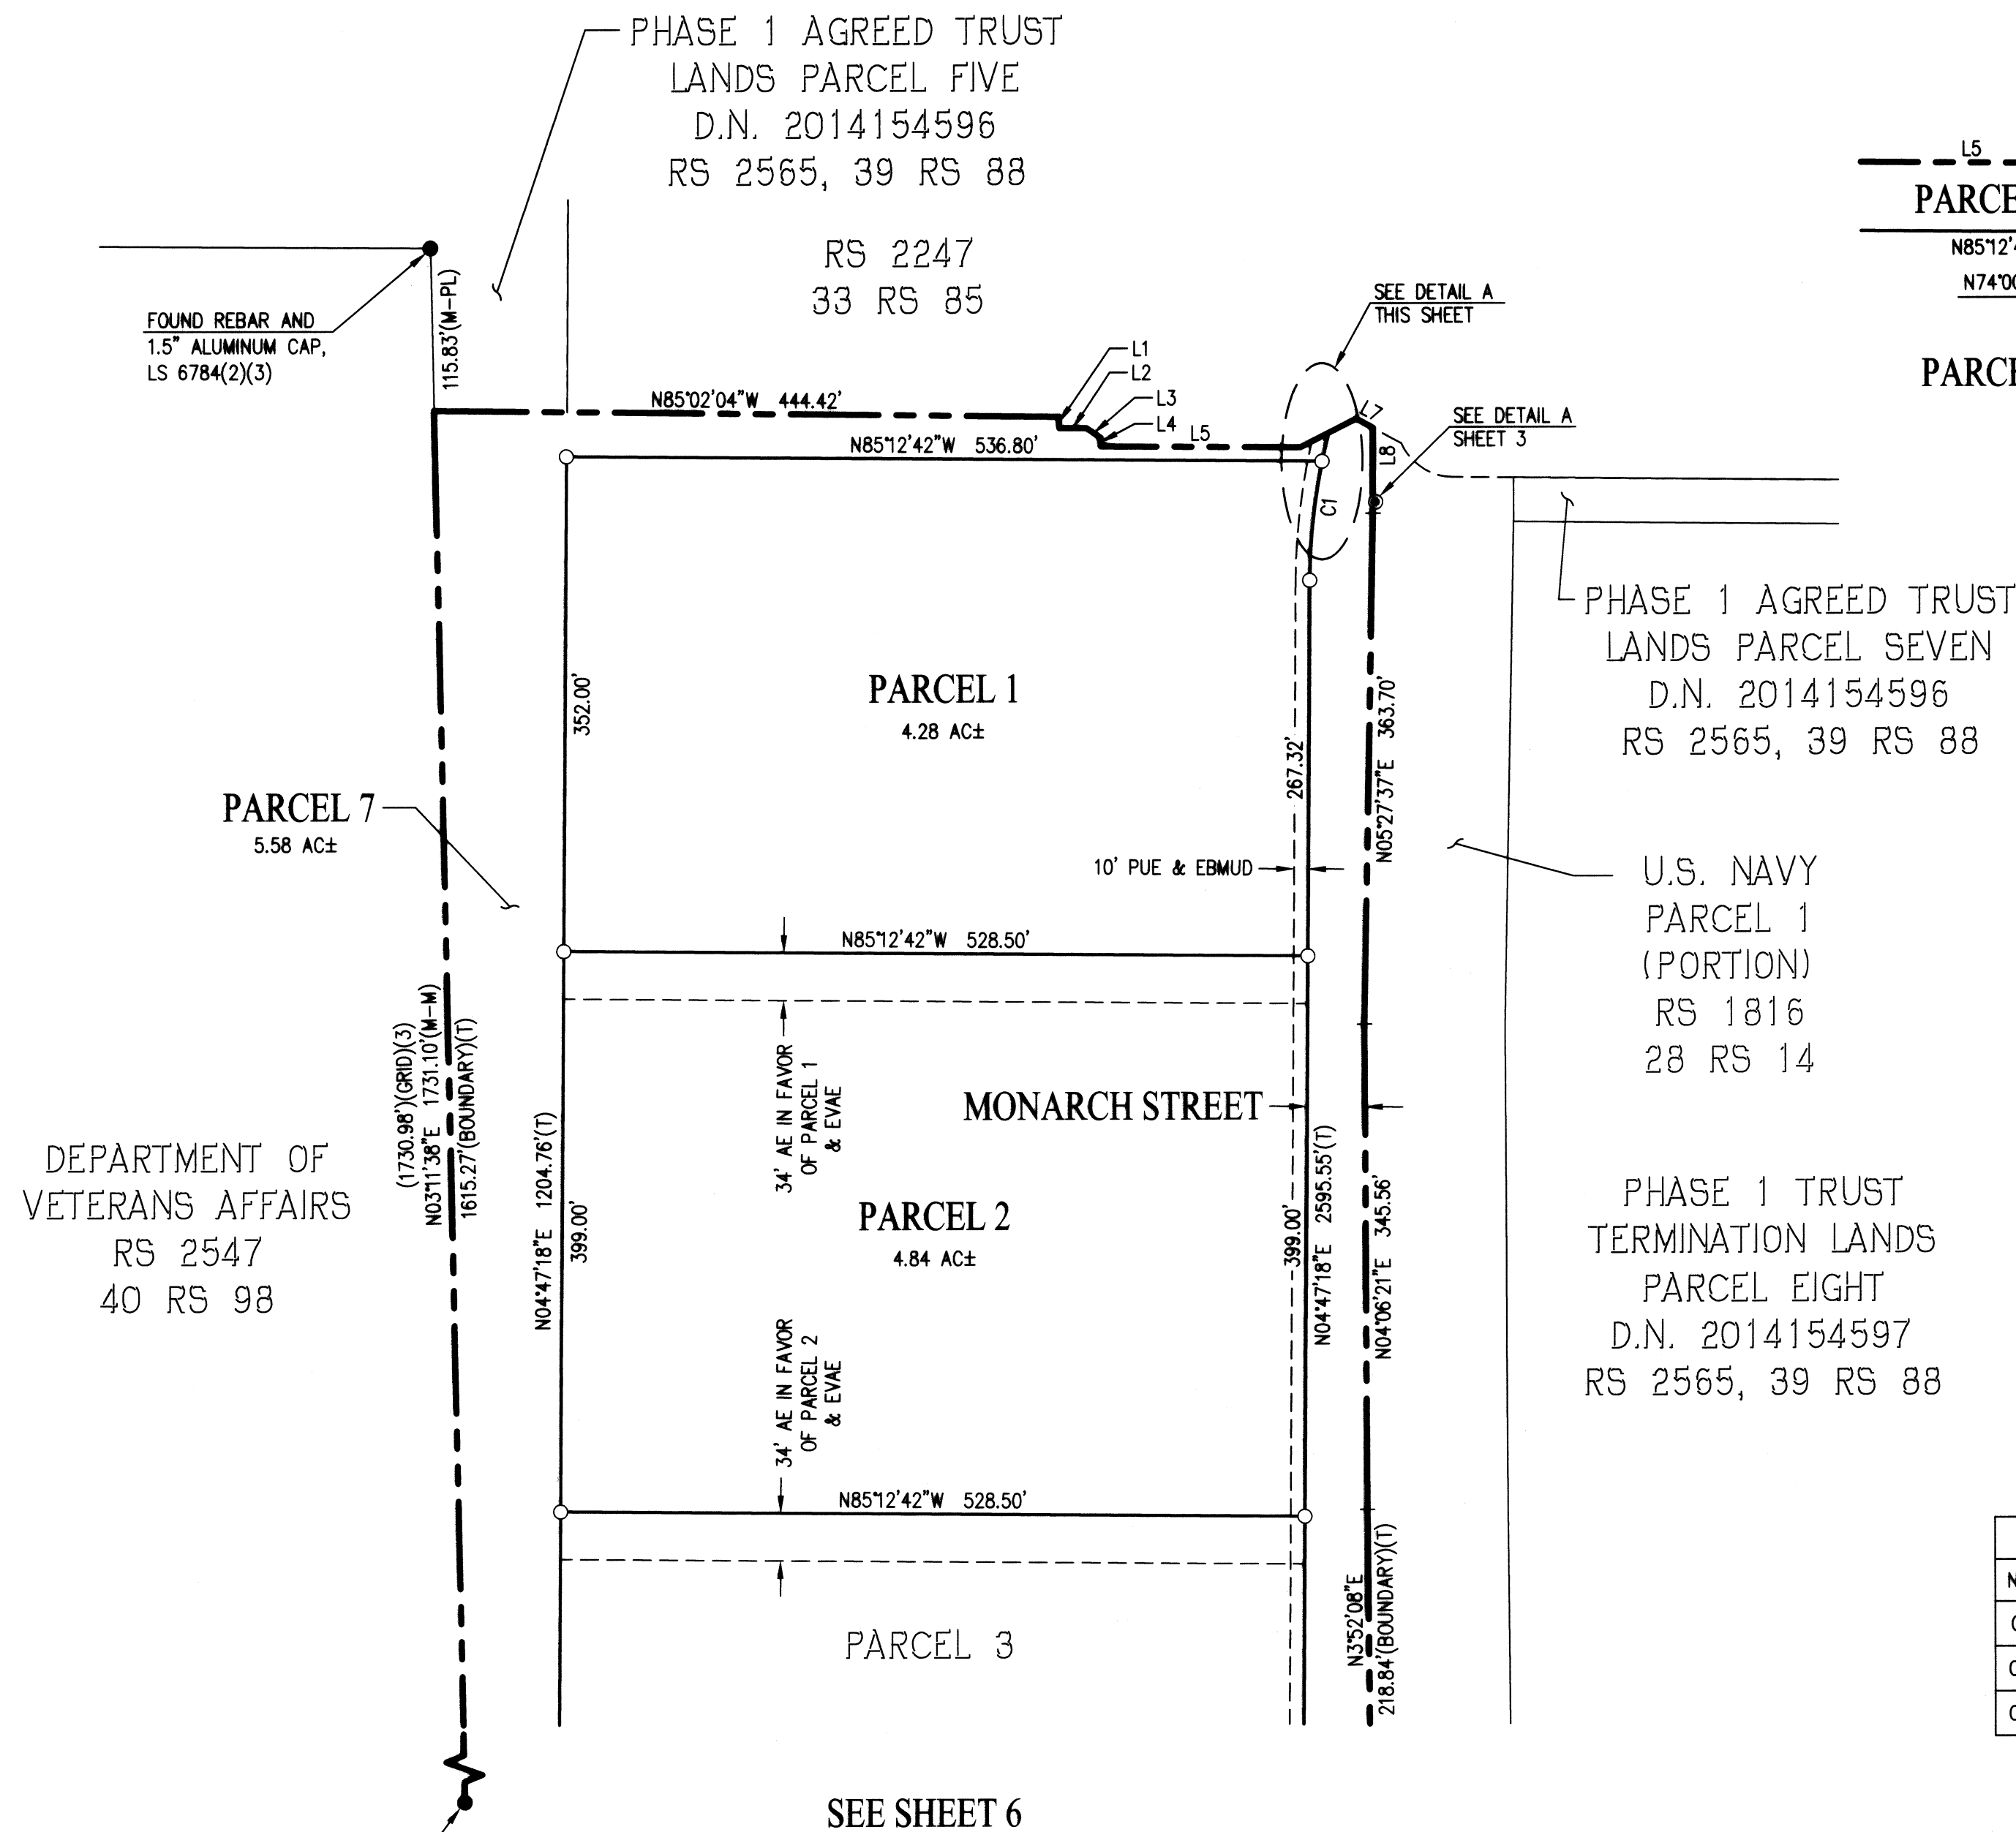 PHASE 1 AGREED TRUST
LANDS PARCEL FIVE
D.N. 2014154596
RS 2565, 39 RS 88
RS 2247
33 RS 85
L5
N85°12'
FOUND REBAR AND
1.5" ALUMINUM CAP,
LS 6784(2)(3)
115.83'(M-PL)
SEE DETAIL A
THIS SHEET
L1
L2
L3
L4
L5
L7
L8
N85°02'04"W 444.42'
N85°12'42"W 536.80'
SEE DETAIL A
SHEET 3
C1
PHASE 1 AGREED TRUST
LANDS PARCEL SEVEN
D.N. 2014154596
RS 2565, 39 RS 88
PARCEL 1
4.28 AC±
352.00'
267.32'
N05°27'37"E 363.70'
PARCEL 7
5.58 AC±
10' PUE & EBMUD
U.S. NAVY
PARCEL 1
(PORTION)
RS 1816
28 RS 14
N85°12'42"W 528.50'
(1730.98')(GRID)(3)
N03°11'38"E 1731.10'(M-M)
1615.27'(BOUNDARY)(T)
34' AE IN FAVOR
OF PARCEL 1
& EVAE
MONARCH STREET
DEPARTMENT OF
VETERANS AFFAIRS
RS 2547
40 RS 98
N04°47'18"E 1204.76'(T)
399.00'
PARCEL 2
4.84 AC±
399.00'
N04°47'18"E 2595.55'(T)
N04°06'21"E 345.56'
PHASE 1 TRUST
TERMINATION LANDS
PARCEL EIGHT
D.N. 2014154597
RS 2565, 39 RS 88
34' AE IN FAVOR
OF PARCEL 2
& EVAE
N85°12'42"W 528.50'
N3°52'08"E
218.84'(BOUNDARY)(T)
PARCEL 3
SEE SHEET 6